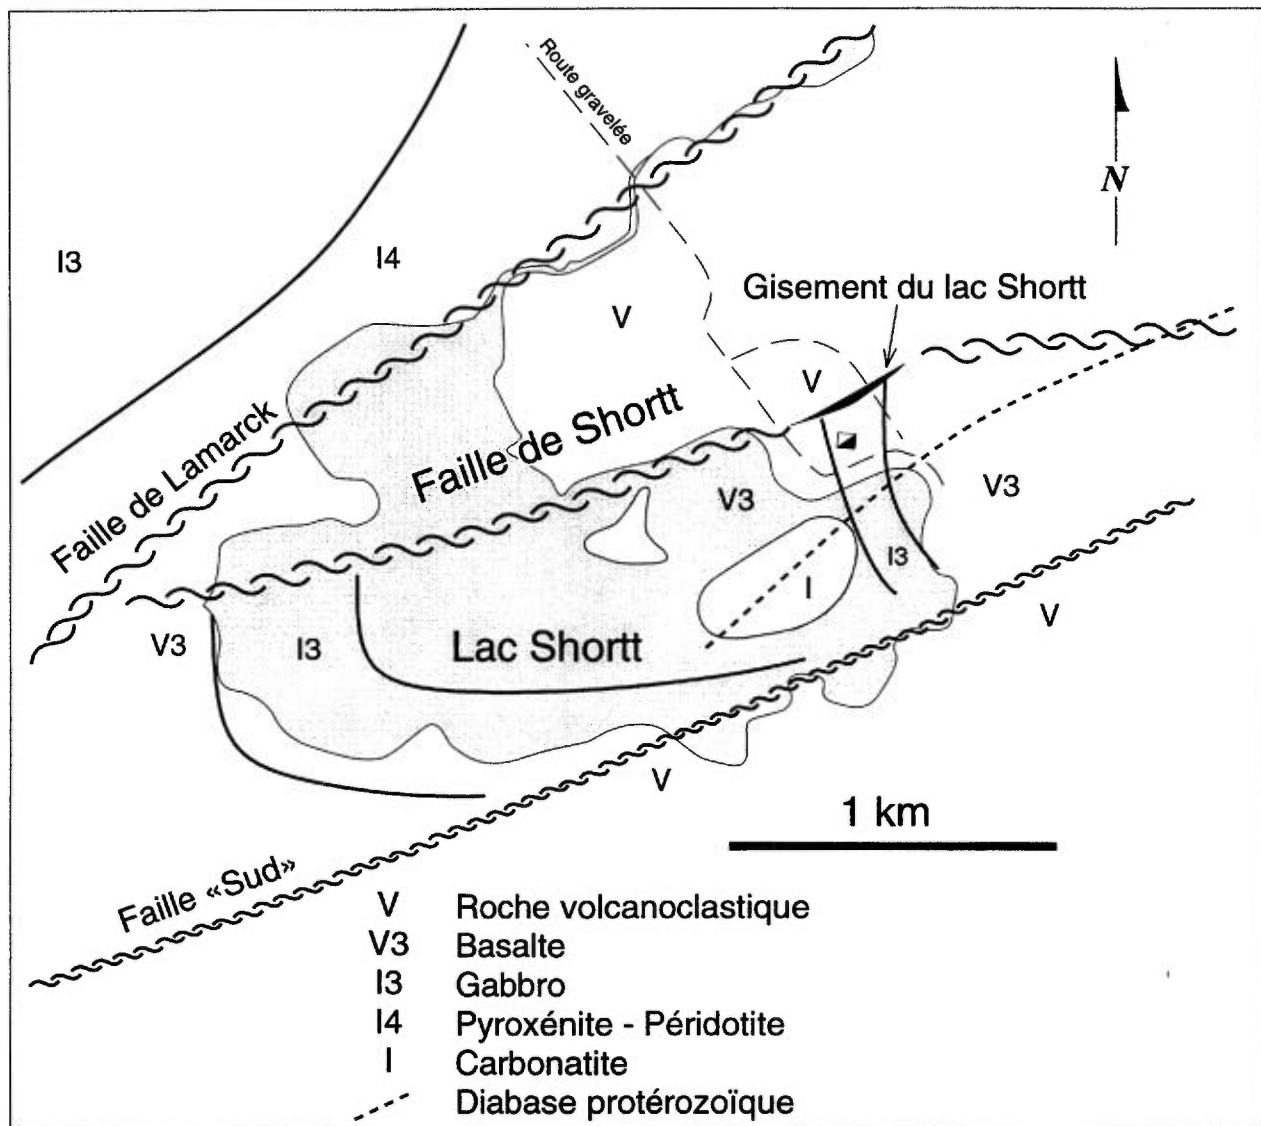 Route gravelée
N
I3
I4
V
Gisement du lac Shortt
V
Faille de Shortt
Faille de Lamarck
V3
V3
I3
I
V3
I3
Lac Shortt
V
V
1 km
Faille «Sud»
V Roche volcanoclastique
V3 Basalte
I3 Gabbro
I4 Pyroxénite - Péridotite
I Carbonatite
Diabase protérozoïque